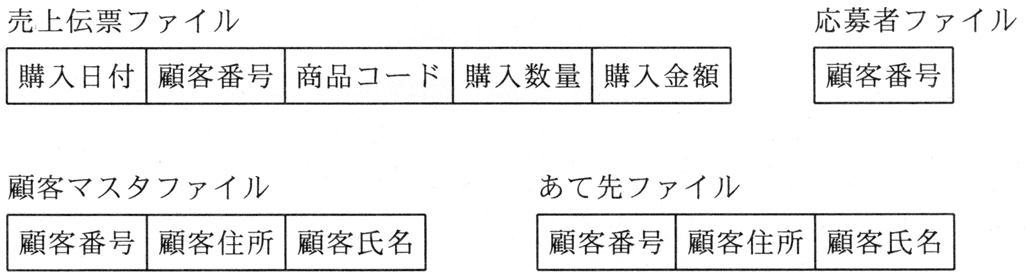 売上伝票ファイル 応募者ファイル
購入日付 顧客番号 商品コード 購入数量 購入金額 顧客番号
顧客マスタファイル あて先ファイル
顧客番号 顧客住所 顧客氏名 顧客番号 顧客住所 顧客氏名